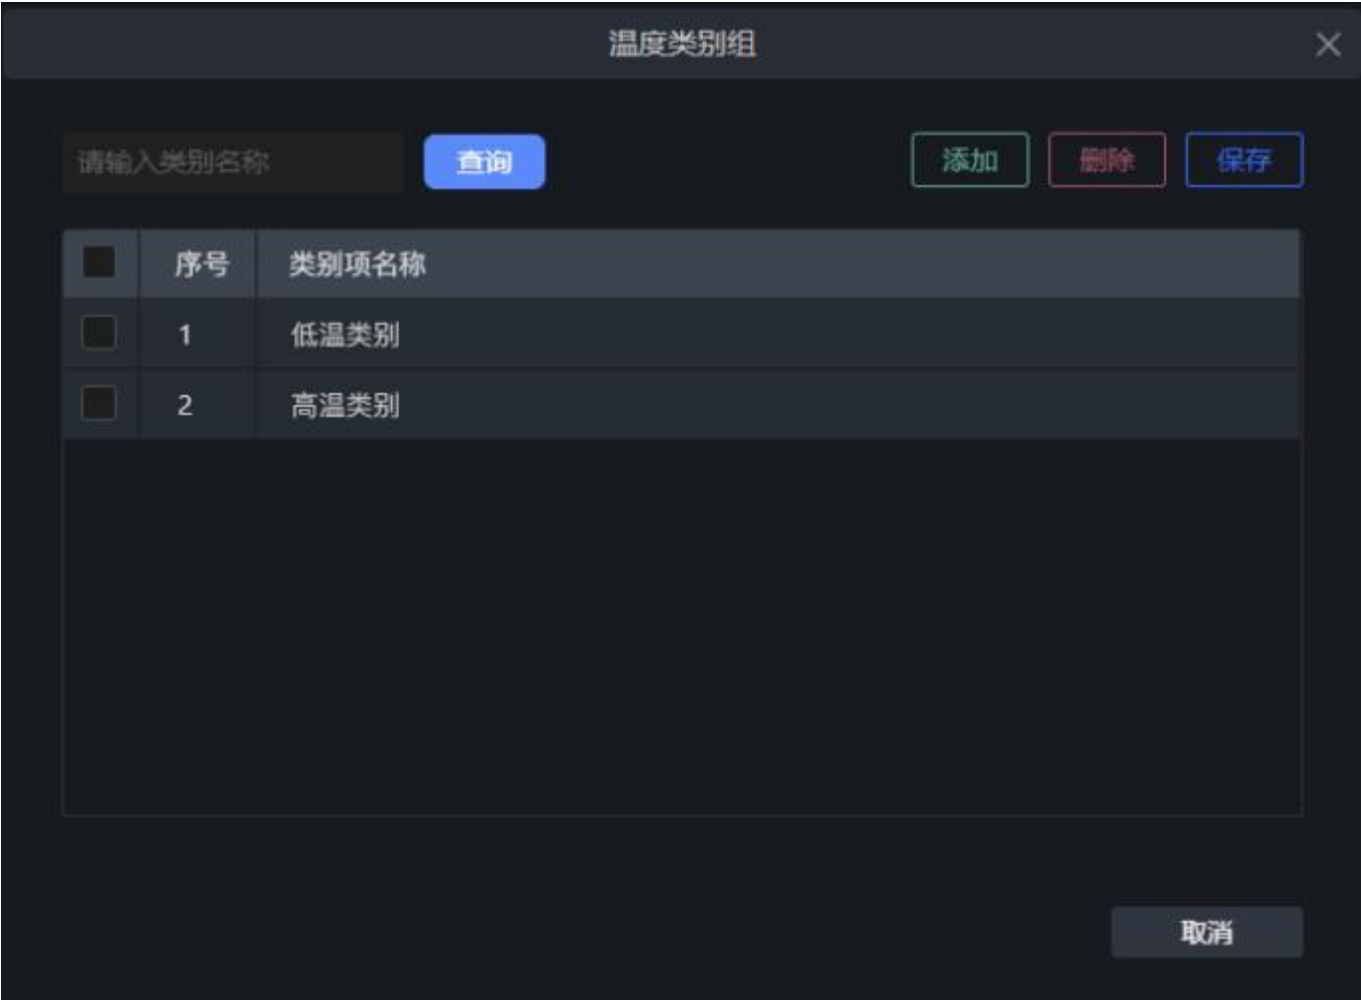 温度类别组
请输入类别名称 查询 添加 删除 保存
序号 类别项名称
1 低温类别
2 高温类别
取消